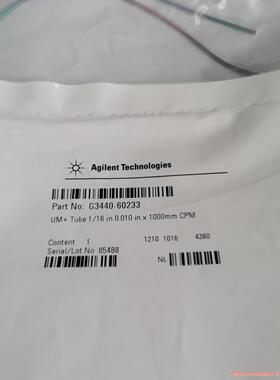 Agilent Technologies
Part No: G3440-60233
UM+ Tube 1/16 in 0.010 in x 1000mm CPM
Content 1 1210 1016 4380
Serial/Lot No 85488 NL